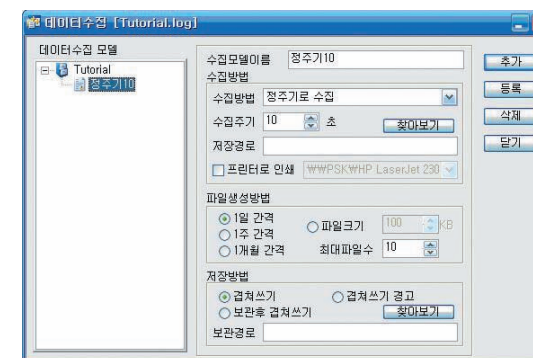 데이터수집 [Tutorial.log]
데이터수집 모델
Tutorial
정주기10
수집모델이름 정주기10
수집방법
수집방법 정주기로 수집
수집주기 10 초 찾아보기
저장경로
프린터로 인쇄 ₩₩PSK₩HP LaserJet 230
파일생성방법
1일 간격
1주 간격
1개월 간격
파일크기 100 KB
최대파일수 10
저장방법
겹쳐쓰기 겹쳐쓰기 경고
보관후 겹쳐쓰기 찾아보기
보관경로
추가
등록
삭제
닫기